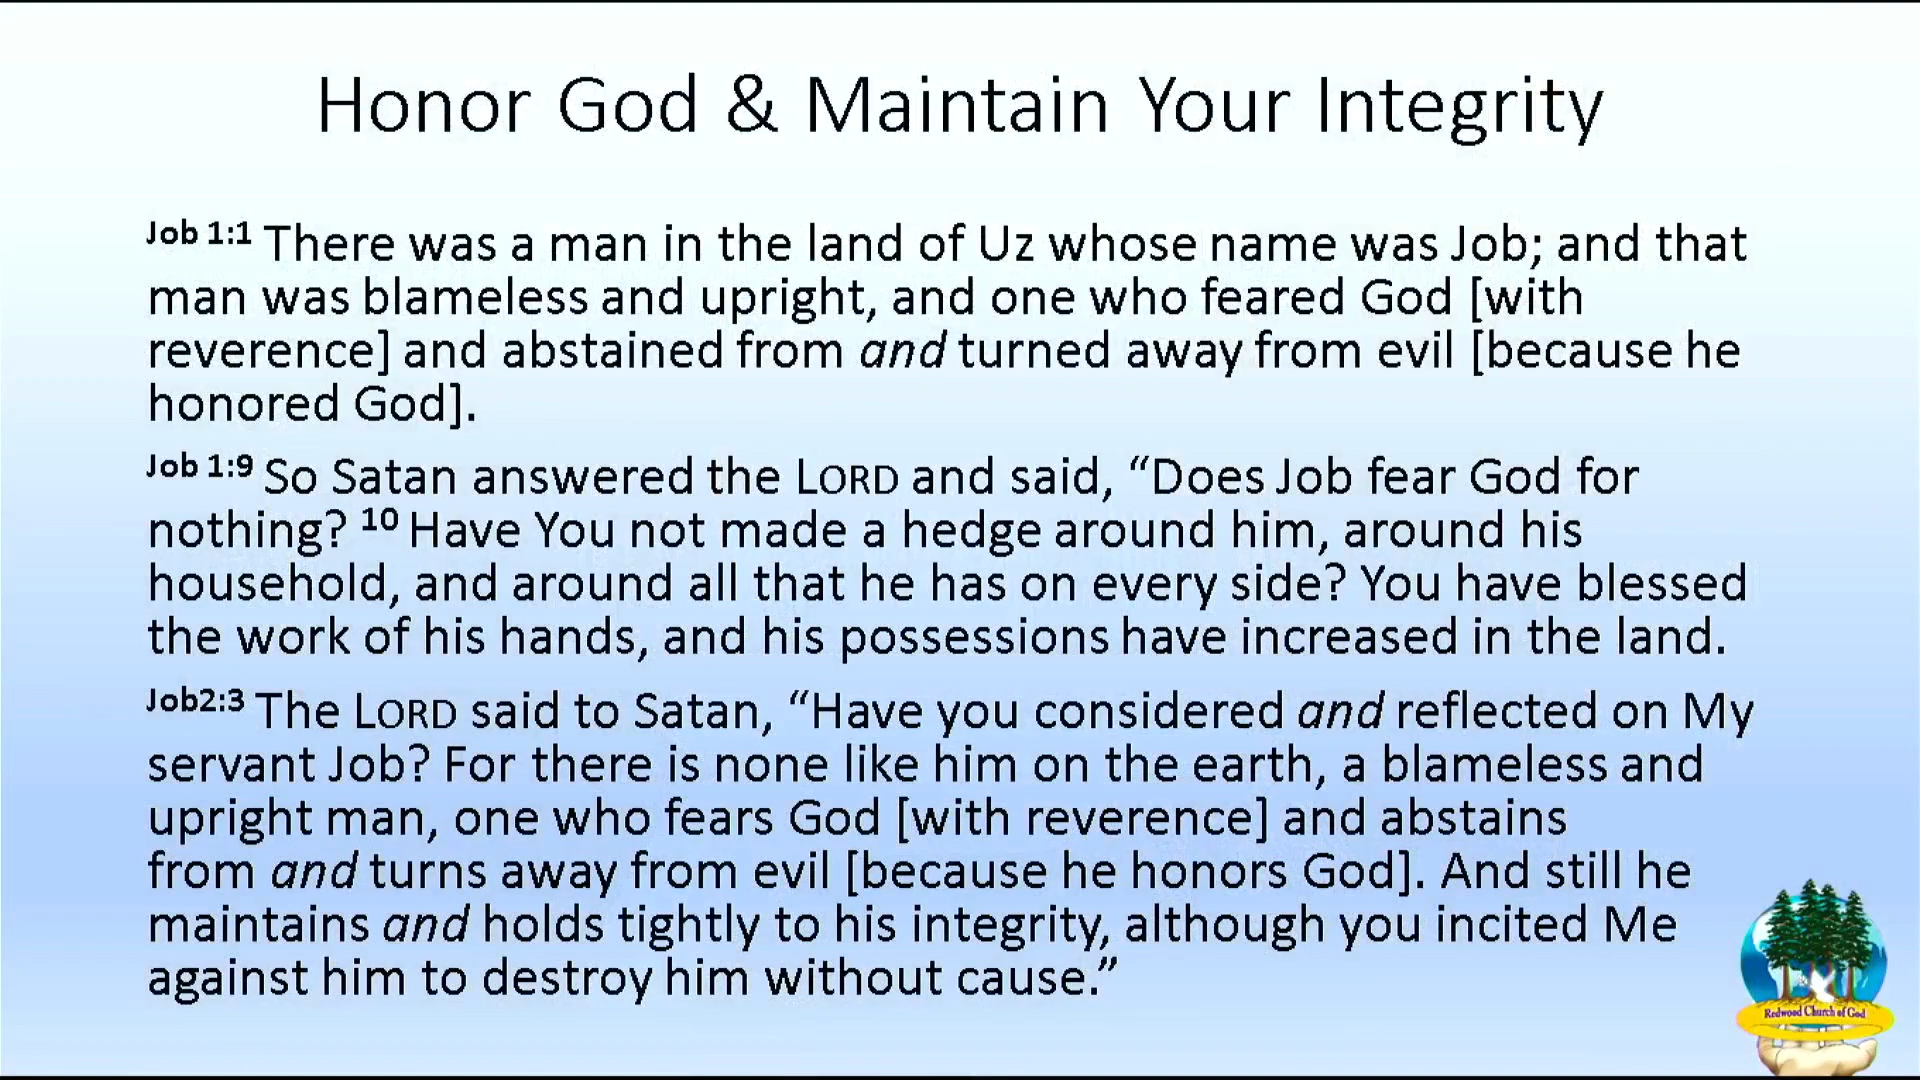 Honor God & Maintain Your Integrity
Job 1:1 There was a man in the land of Uz whose name was Job; and that
man was blameless and upright, and one who feared God [with
reverence] and abstained from and turned away from evil [because he
honored God].
Job 1:9 So Satan answered the LORD and said, “Does Job fear God for
nothing? 10 Have You not made a hedge around him, around his
household, and around all that he has on every side? You have blessed
the work of his hands, and his possessions have increased in the land.
Job2:3 The LORD said to Satan, “Have you considered and reflected on My
servant Job? For there is none like him on the earth, a blameless and
upright man, one who fears God [with reverence] and abstains
from and turns away from evil [because he honors God]. And still he
maintains and holds tightly to his integrity, although you incited Me
against him to destroy him without cause.”
Redwood Church of God